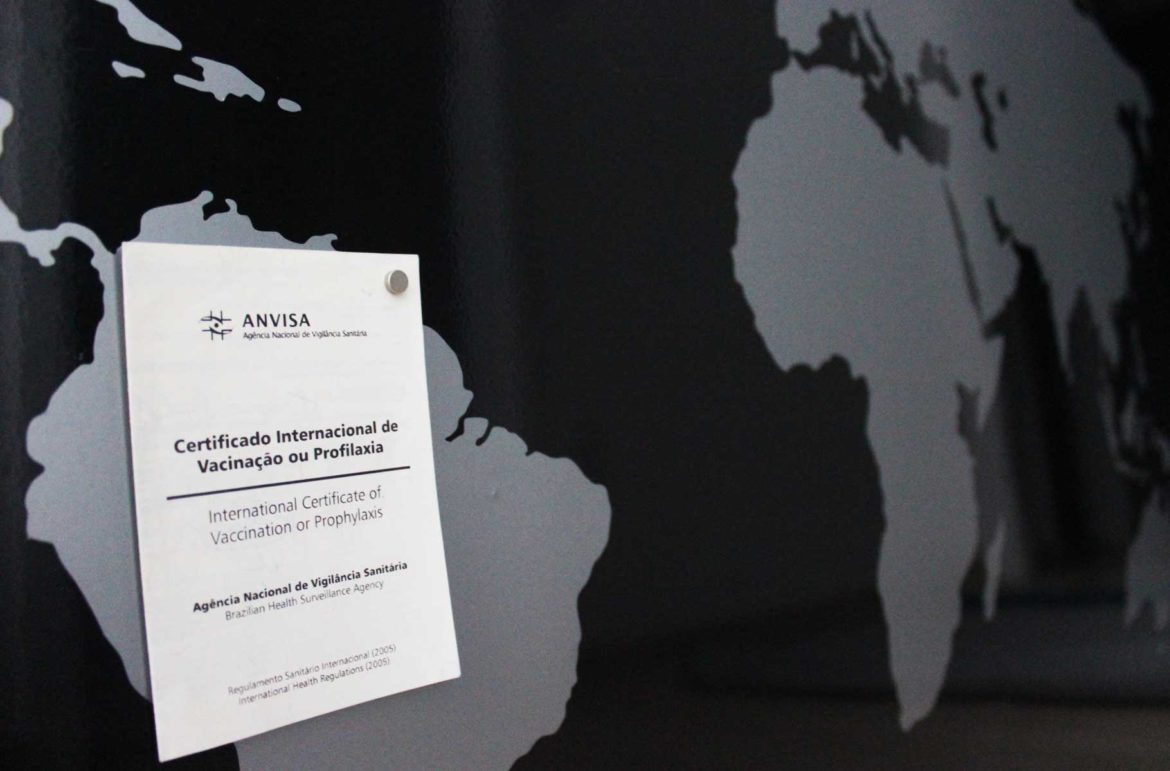 ANVISA
Agência Nacional de Vigilância Sanitária
Certificado Internacional de
Vacinação ou Profilaxia
International Certificate of
Vaccination or Prophylaxis
Agência Nacional de Vigilância Sanitária
Brazilian Health Surveillance Agency
Regulamento Sanitário Internacional (2005)
International Health Regulations (2005)